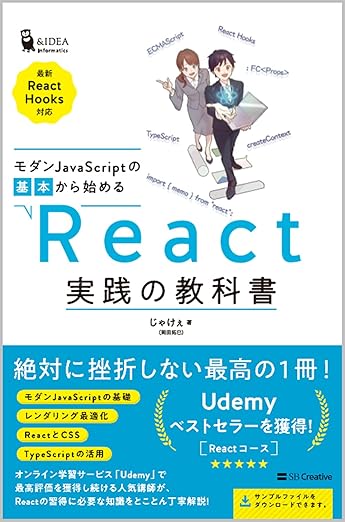 &IDEA
Informatics
最新
React
Hooks
対応
ECMAScript
React Hooks
: FC<Props>
TypeScript
createContext
import { memo } from "react";
モダンJavaScriptの
基本から始める
React
実践の教科書
じゃけぇ 著
(岡田拓巳)
絶対に挫折しない最高の1冊!
モダンJavaScriptの基礎
レンダリング最適化
ReactとCSS
TypeScriptの活用
Udemy
ベストセラーを獲得!
[Reactコース]
★★★★★
オンライン学習サービス「Udemy」で
最高評価を獲得し続ける人気講師が、
Reactの習得に必要な知識をとことん丁寧解説!
SB Creative
サンプルファイルを
ダウンロードできます。